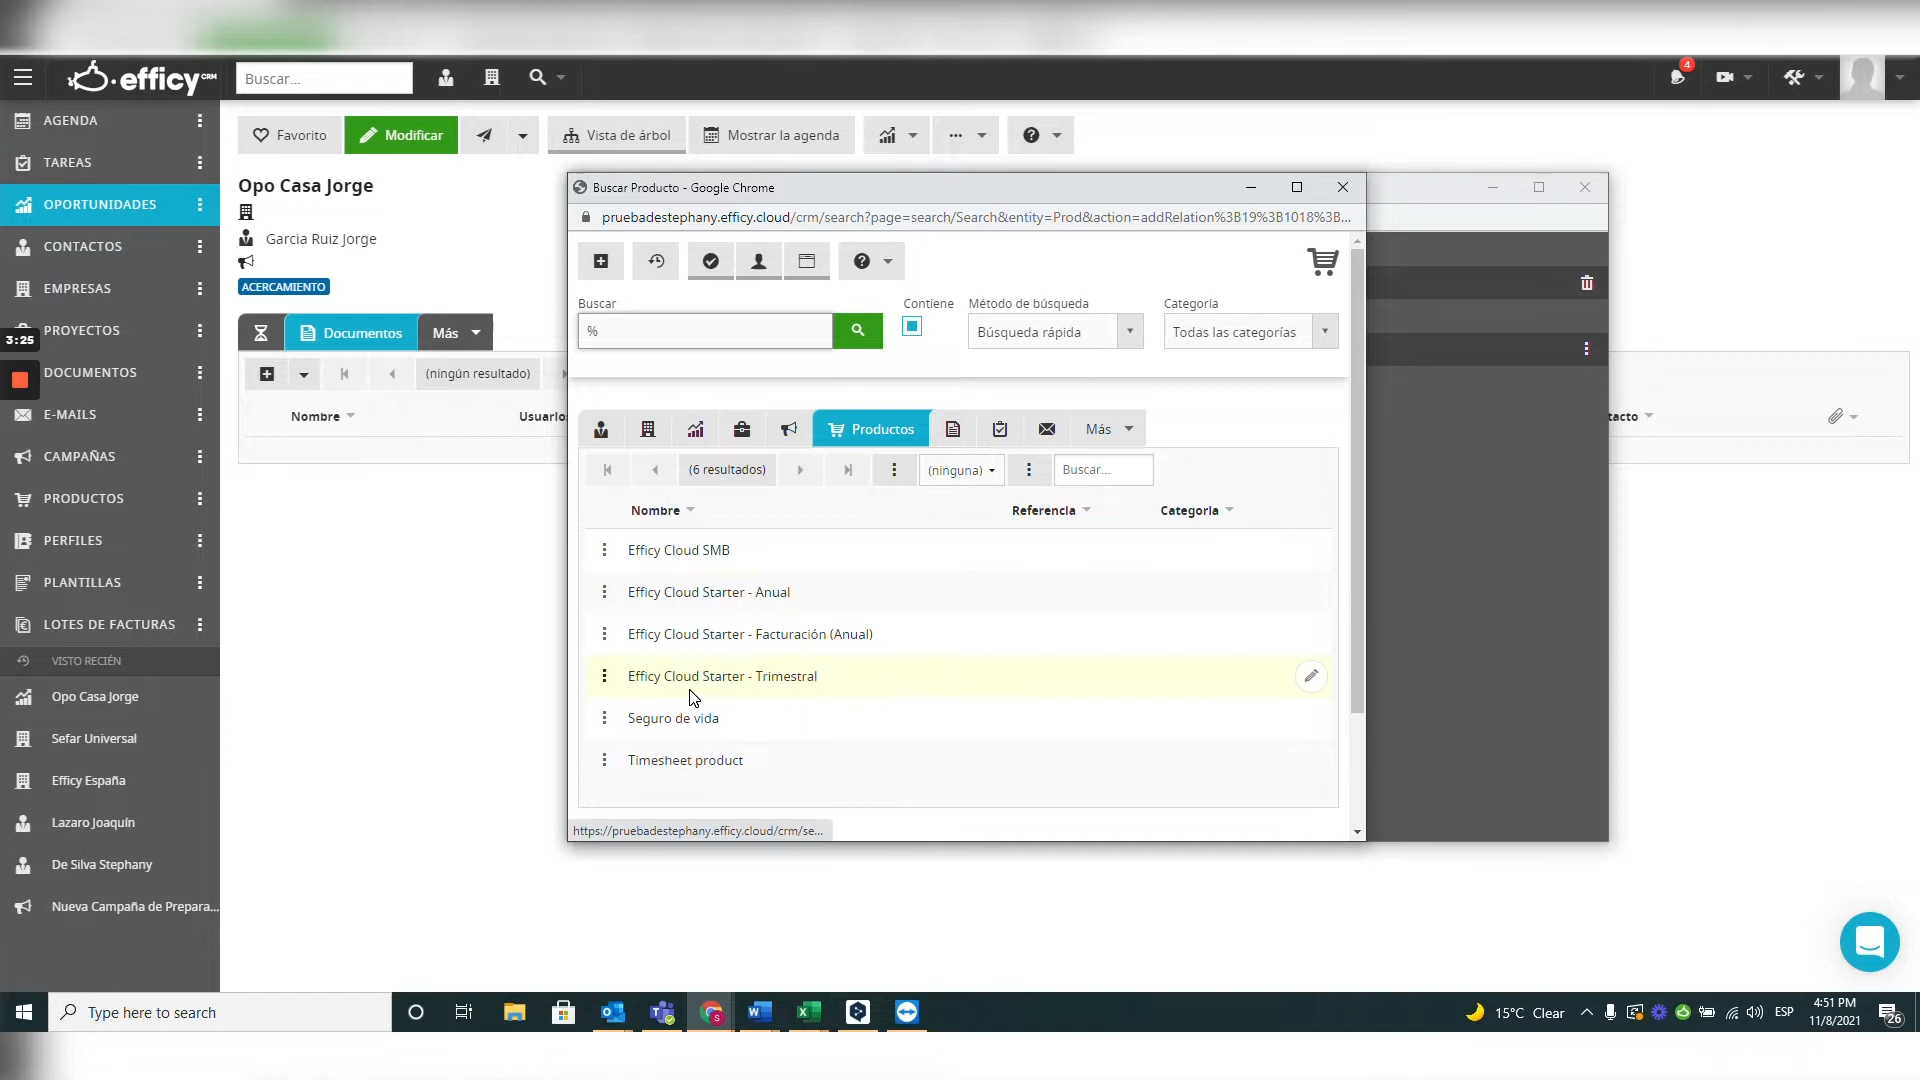 efficy CRM
Buscar...
4
AGENDA
TAREAS
OPORTUNIDADES
CONTACTOS
EMPRESAS
PROYECTOS
3:25
DOCUMENTOS
E-MAILS
CAMPAÑAS
PRODUCTOS
PERFILES
PLANTILLAS
LOTES DE FACTURAS
VISTO RECIÉN
Opo Casa Jorge
Sefar Universal
Efficy España
Lazaro Joaquín
De Silva Stephany
Nueva Campaña de Prepara...
Favorito
Modificar
Vista de árbol
Mostrar la agenda
...
Opo Casa Jorge
Garcia Ruiz Jorge
ACERCAMIENTO
Documentos
Más
(ningún resultado)
Nombre
Usuario
tacto
Buscar Producto - Google Chrome
pruebadestephany.efficy.cloud/crm/search?page=search/Search&entity=Prod&action=addRelation%3B19%3B1018%3B...
Buscar
Contiene
Método de búsqueda
Categoría
%
Búsqueda rápida
Todas las categorías
Productos
Más
(6 resultados)
(ninguna)
Buscar...
Nombre
Referencia
Categoria
Efficy Cloud SMB
Efficy Cloud Starter - Anual
Efficy Cloud Starter - Facturación (Anual)
Efficy Cloud Starter - Trimestral
Seguro de vida
Timesheet product
https://pruebadestephany.efficy.cloud/crm/se...
Type here to search
15°C Clear
ESP
4:51 PM
11/8/2021
26